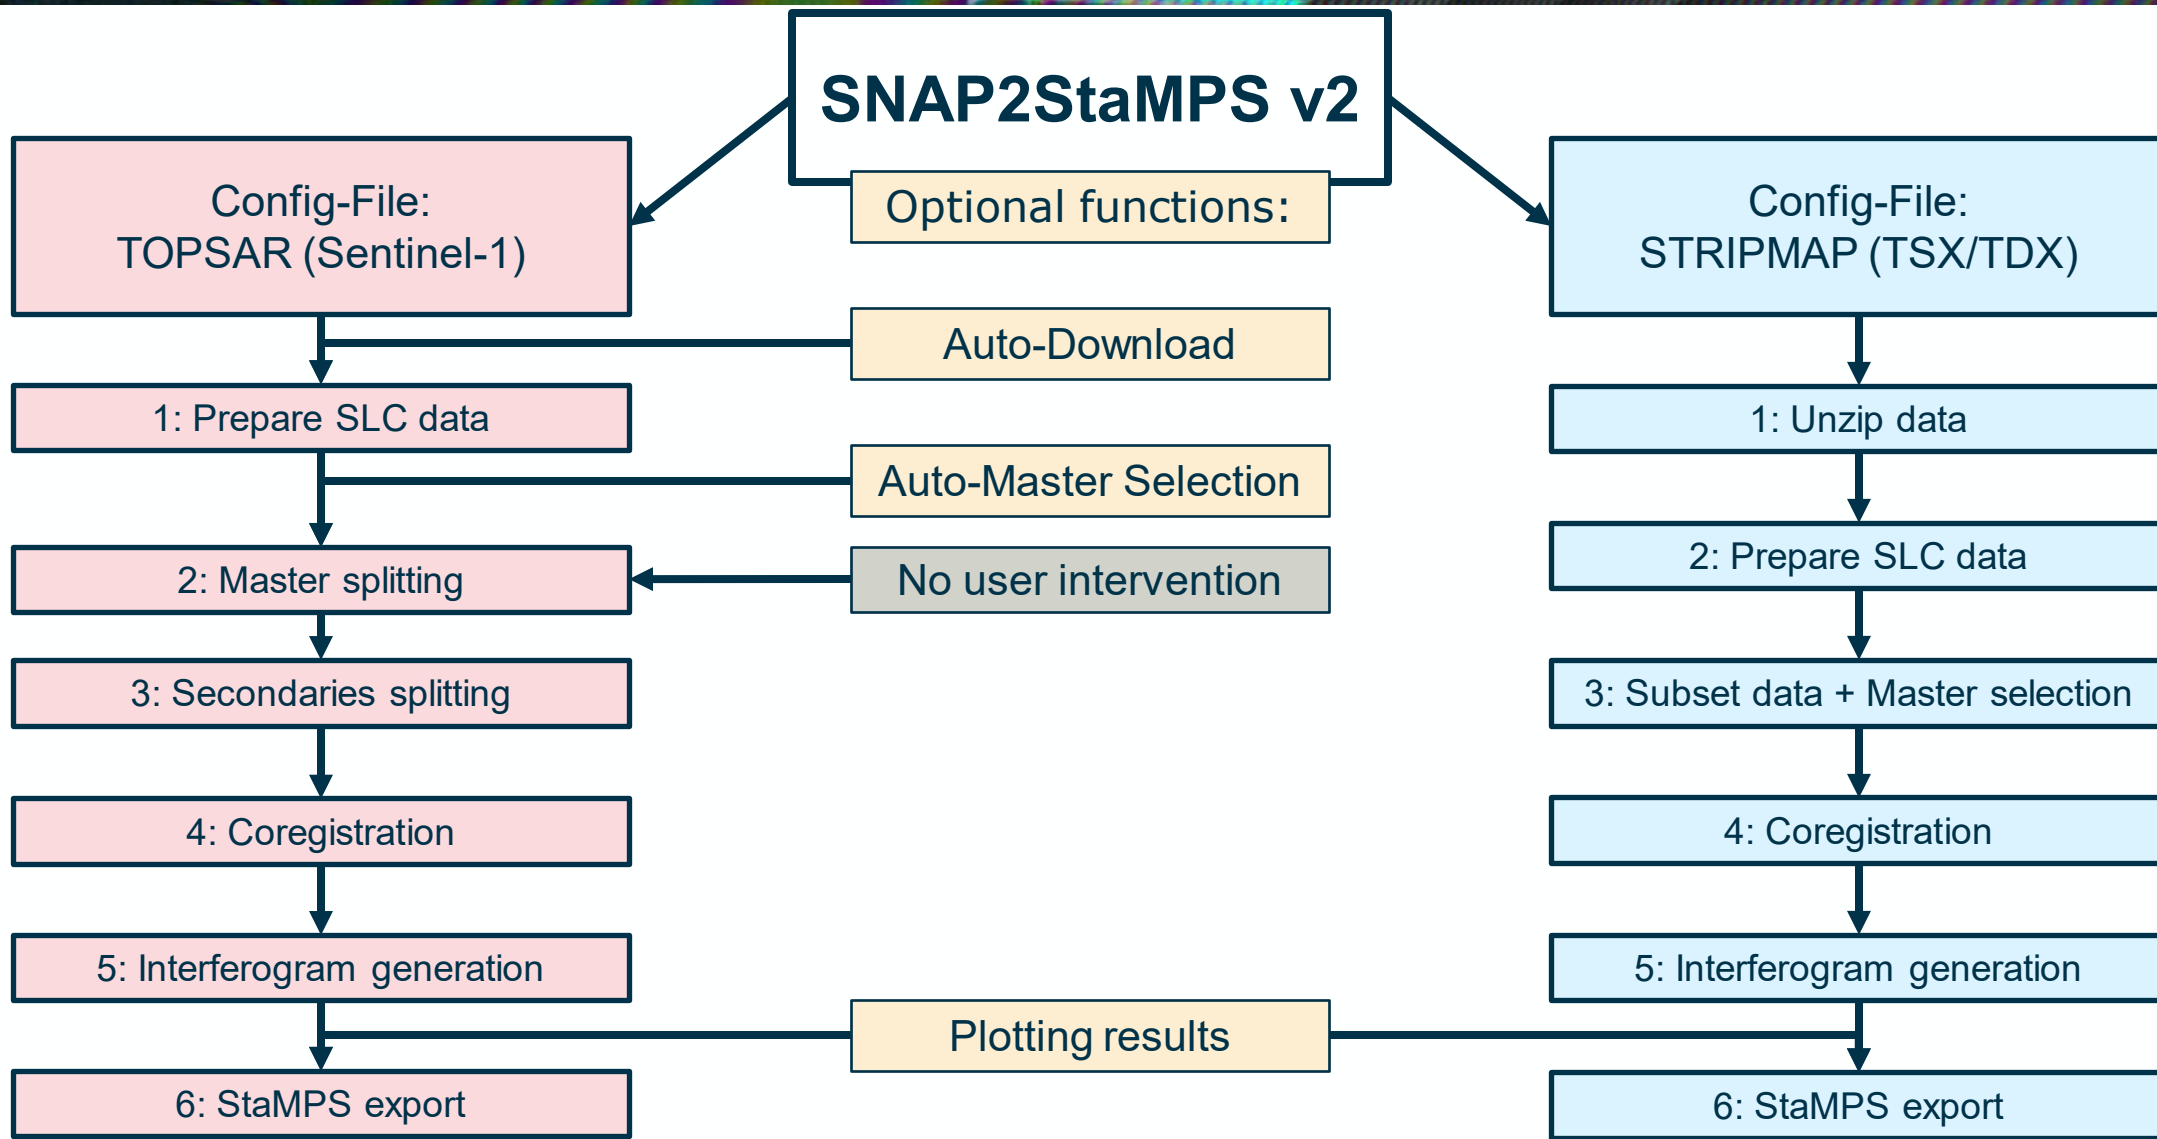 SNAP2StaMPS v2
Optional functions:
Config-File:
TOPSAR (Sentinel-1)
Config-File:
STRIPMAP (TSX/TDX)
Auto-Download
1: Prepare SLC data
1: Unzip data
Auto-Master Selection
2: Master splitting
No user intervention
2: Prepare SLC data
3: Secondaries splitting
3: Subset data + Master selection
4: Coregistration
4: Coregistration
5: Interferogram generation
5: Interferogram generation
Plotting results
6: StaMPS export
6: StaMPS export